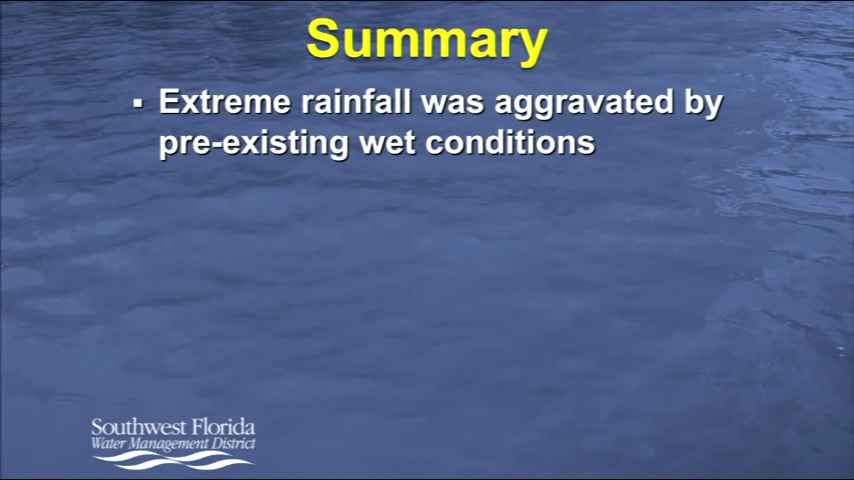 Summary
▪ Extreme rainfall was aggravated by
pre-existing wet conditions
Southwest Florida
Water Management District